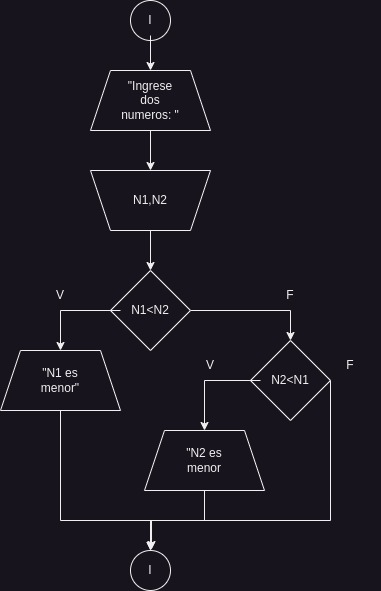 I
"Ingrese
dos
numeros: "
N1,N2
V
F
N1<N2
V
F
"N1 es
menor"
N2<N1
"N2 es
menor
I